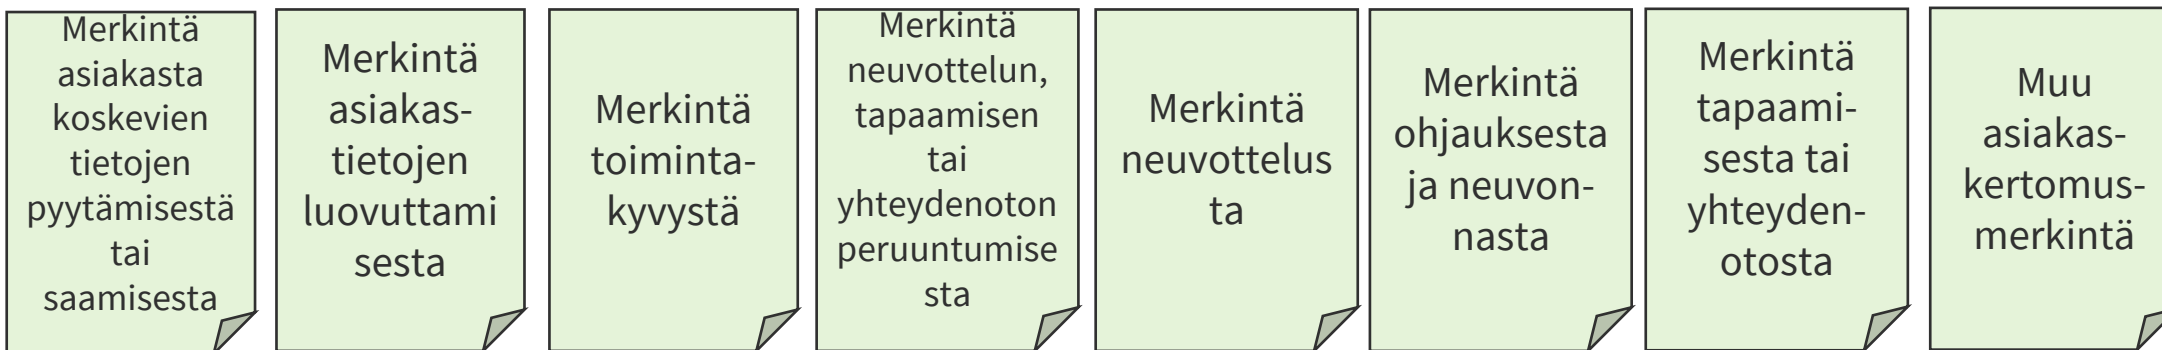 Merkintä
asiakasta
koskevien
tietojen
pyytämisestä
tai
saamisesta
Merkintä
asiakas-
tietojen
luovuttami
sesta
Merkintä
toiminta-
kyvystä
Merkintä
neuvottelun,
tapaamisen
tai
yhteydenoton
peruuntumise
sta
Merkintä
neuvottelus
ta
Merkintä
ohjauksesta
ja neuvon-
nasta
Merkintä
tapaami-
sesta tai
yhteyden-
otosta
Muu
asiakas-
kertomus-
merkintä